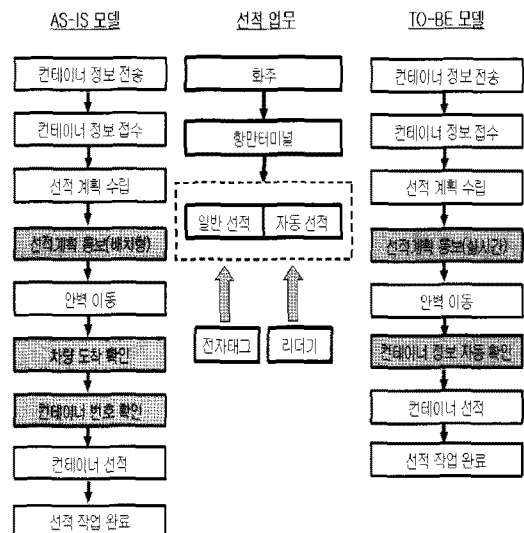 AS-IS 모델
컨테이너 정보 전송
컨테이너 정보 접수
선적 계획 수립
선적계획 통보(배치형)
안벽 이동
차량 도착 확인
컨테이너 번호 확인
컨테이너 선적
선적 작업 완료
선적 업무
화주
항만터미널
일반 선적
자동 선적
전자태그
리더기
TO-BE 모델
컨테이너 정보 전송
컨테이너 정보 접수
선적 계획 수립
선적계획 통보(실시간)
안벽 이동
컨테이너 정보 자동 확인
컨테이너 선적
선적 작업 완료